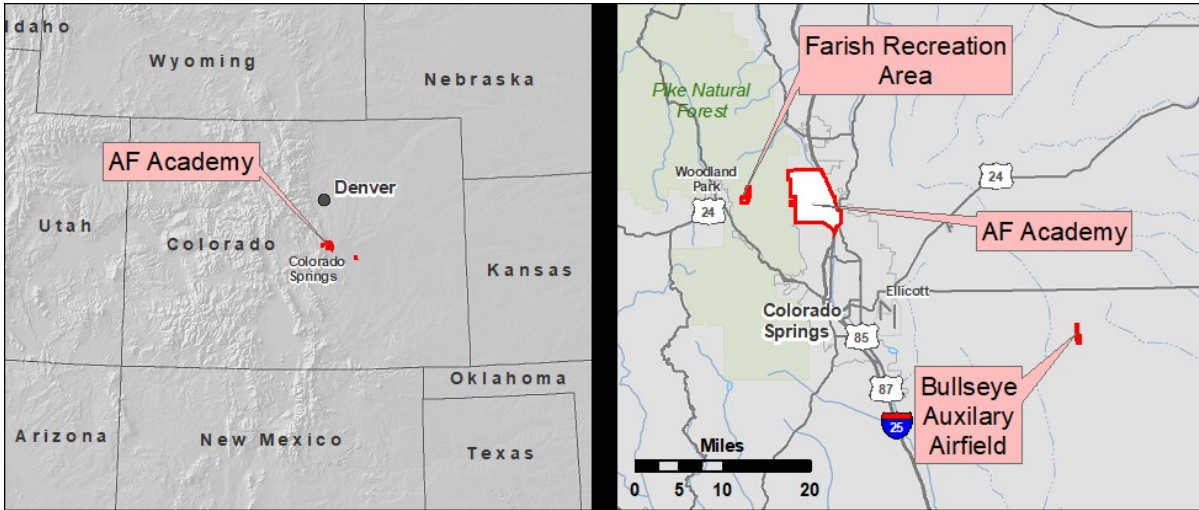 Idaho
Wyoming
Nebraska
AF Academy
Denver
Utah
Colorado
Colorado
Springs
Kansas
Oklahoma
Arizona
New Mexico
Texas
Farish Recreation
Area
Pike Natural
Forest
Woodland
Park
24
24
AF Academy
Ellicott
Colorado
Springs
85
87
25
Bullseye
Auxilary
Airfield
Miles
0 5 10 20